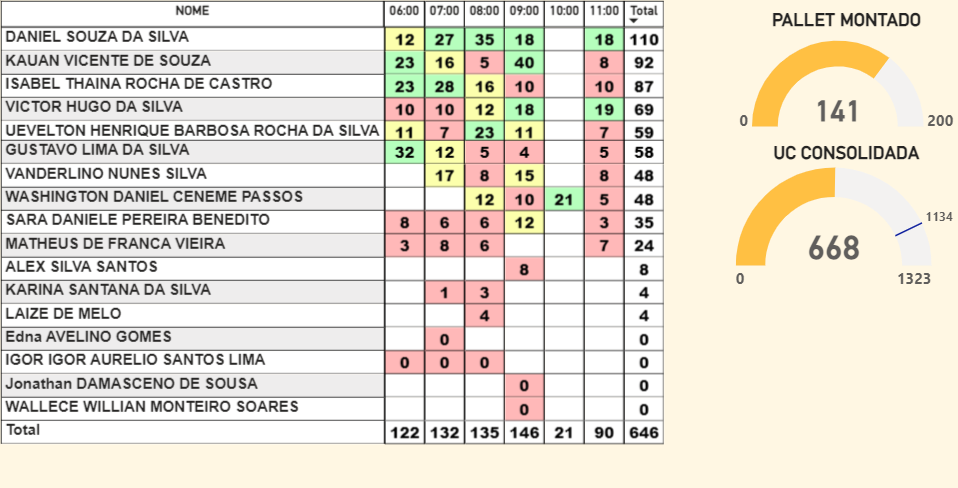 NOME 06:00 07:00 08:00 09:00 10:00 11:00 Total
DANIEL SOUZA DA SILVA 12 27 35 18 18 110
KAUAN VICENTE DE SOUZA 23 16 5 40 8 92
ISABEL THAINA ROCHA DE CASTRO 23 28 16 10 10 87
VICTOR HUGO DA SILVA 10 10 12 18 19 69
UEVELTON HENRIQUE BARBOSA ROCHA DA SILVA 11 7 23 11 7 59
GUSTAVO LIMA DA SILVA 32 12 5 4 5 58
VANDERLINO NUNES SILVA 17 8 15 8 48
WASHINGTON DANIEL CENEME PASSOS 12 10 21 5 48
SARA DANIELE PEREIRA BENEDITO 8 6 6 12 3 35
MATHEUS DE FRANCA VIEIRA 3 8 6 7 24
ALEX SILVA SANTOS 8 8
KARINA SANTANA DA SILVA 1 3 4
LAIZE DE MELO 4 4
Edna AVELINO GOMES 0 0
IGOR IGOR AURELIO SANTOS LIMA 0 0 0 0
Jonathan DAMASCENO DE SOUSA 0 0
WALLECE WILLIAN MONTEIRO SOARES 0 0
Total 122 132 135 146 21 90 646
PALLET MONTADO
141
0 200
UC CONSOLIDADA
1134
668
0 1323